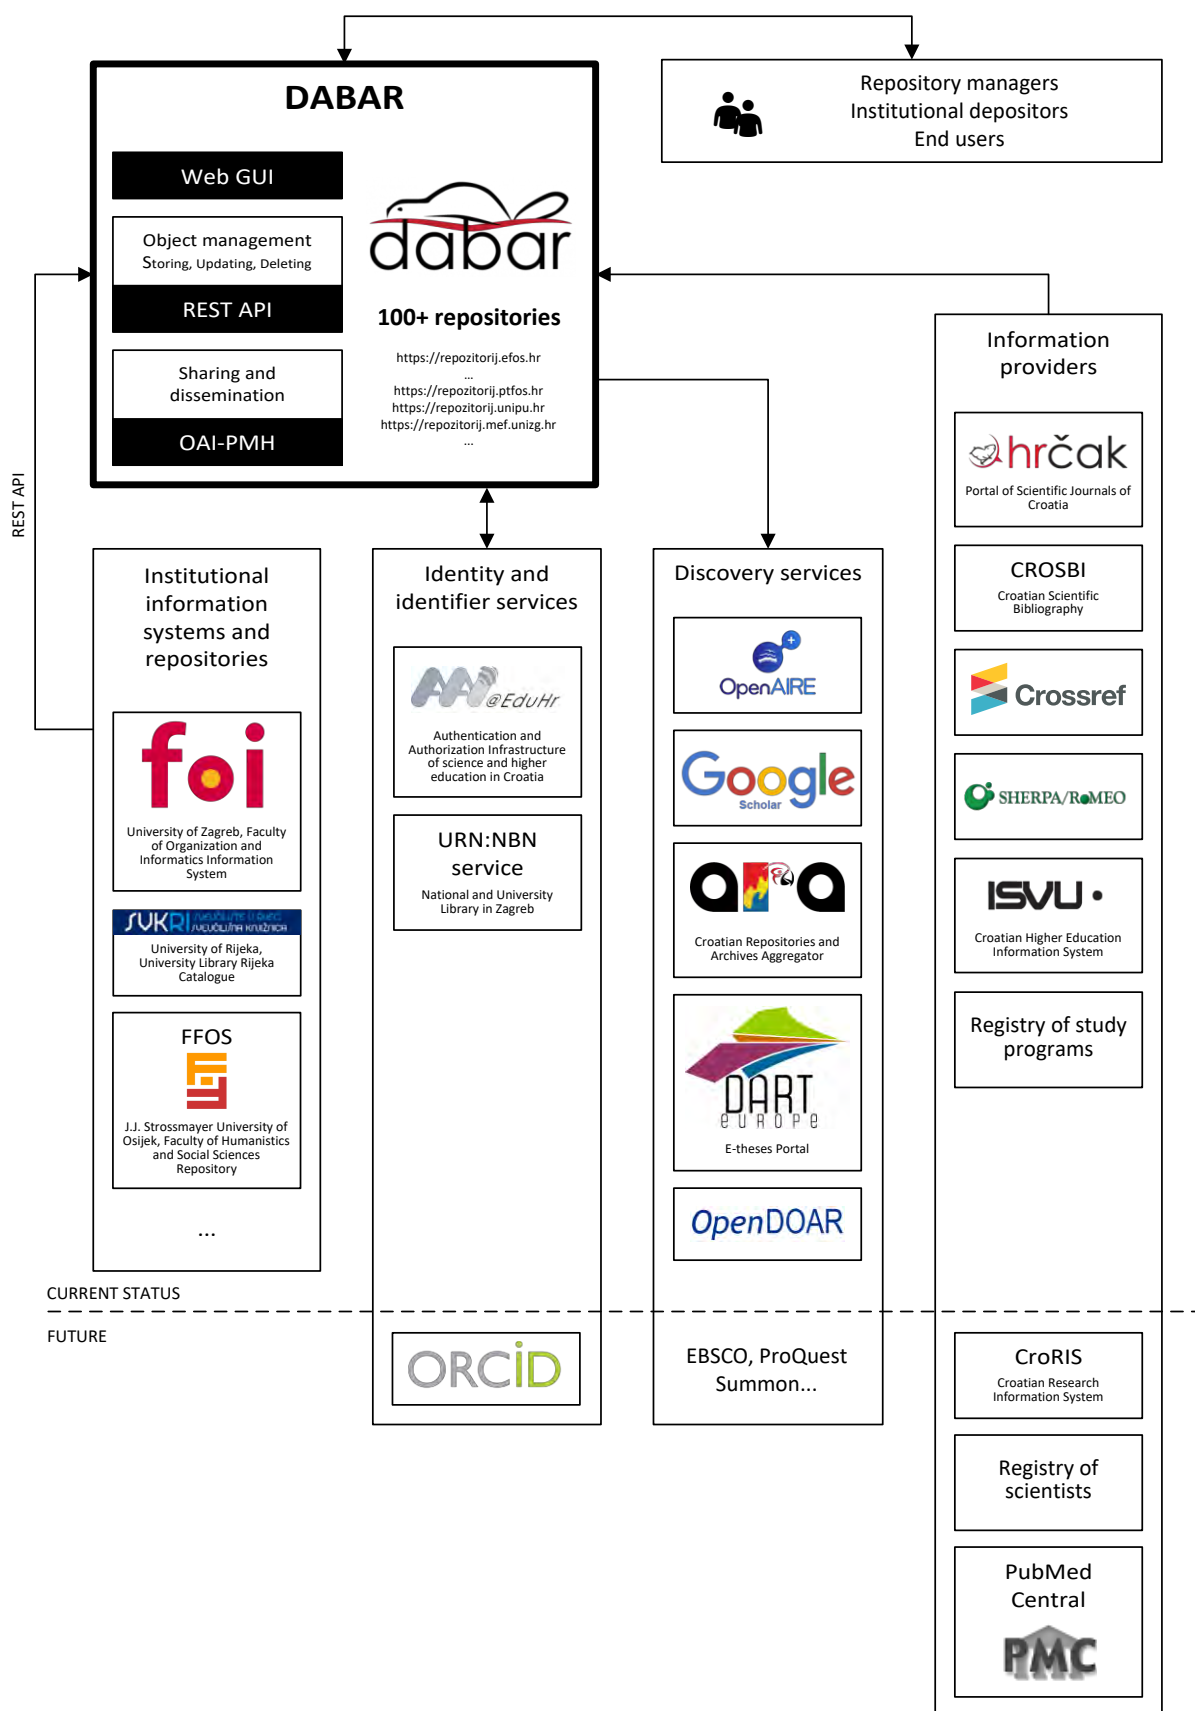 Repository managers
Institutional depositors
End users
DABAR
Web GUI
Object management
Storing, Updating, Deleting
REST API
Sharing and
dissemination
OAI-PMH
dabar
100+ repositories
https://repozitorij.efos.hr
...
https://repozitorij.ptfos.hr
https://repozitorij.unipu.hr
https://repozitorij.mef.unizg.hr
...
REST API
Institutional
information
systems and
repositories
foi
University of Zagreb, Faculty
of Organization and
Informatics Information
System
SVKRI
SVEUČILIŠTE U RIJECI
SVEUČILIŠNA KNJIŽNICA
University of Rijeka,
University Library Rijeka
Catalogue
FFOS
J.J. Strossmayer University of
Osijek, Faculty of Humanistics
and Social Sciences
Repository
...
Identity and
identifier services
AAI
@EduHr
Authentication and
Authorization Infrastructure
of science and higher
education in Croatia
URN:NBN
service
National and University
Library in Zagreb
Discovery services
OpenAIRE
Google
Scholar
ara
Croatian Repositories and
Archives Aggregator
DART
europe
E-theses Portal
OpenDOAR
Information
providers
hrčak
Portal of Scientific Journals of
Croatia
CROSBI
Croatian Scientific
Bibliography
Crossref
SHERPA/RoMEO
ISVU
Croatian Higher Education
Information System
Registry of study
programs
CURRENT STATUS
FUTURE
ORCID
EBSCO, ProQuest
Summon...
CroRIS
Croatian Research
Information System
Registry of
scientists
PubMed
Central
PMC